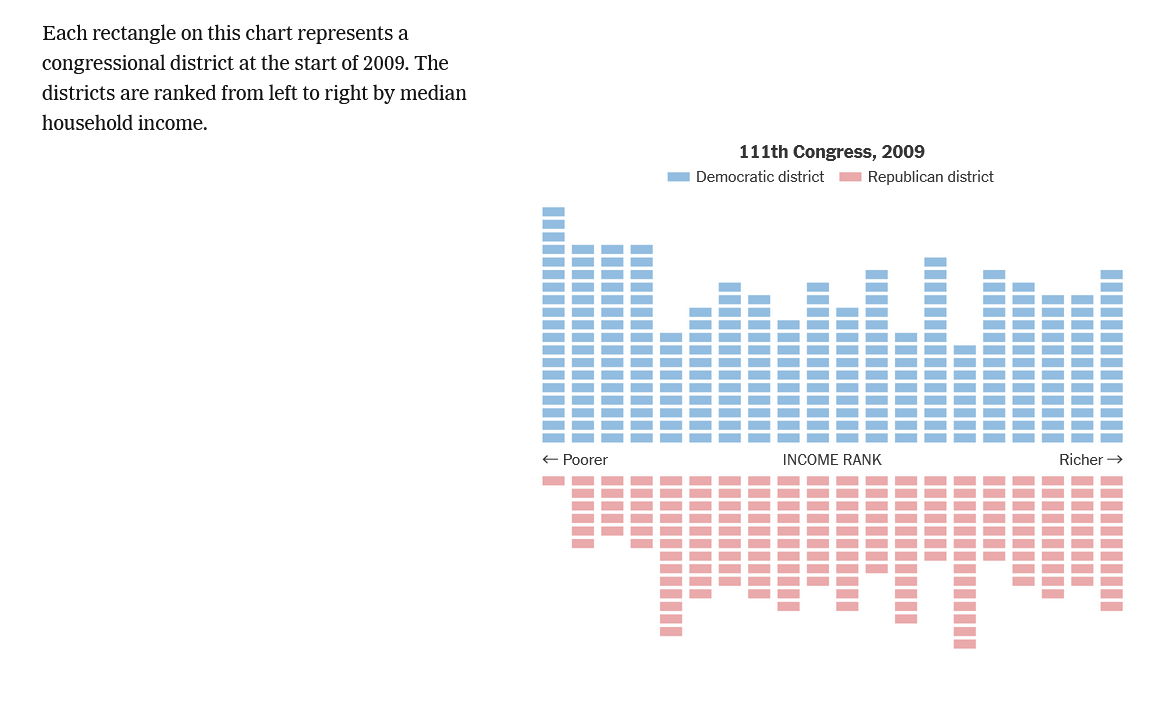 Each rectangle on this chart represents a
congressional district at the start of 2009. The
districts are ranked from left to right by median
household income.
111th Congress, 2009
Democratic district Republican district
← Poorer INCOME RANK Richer →